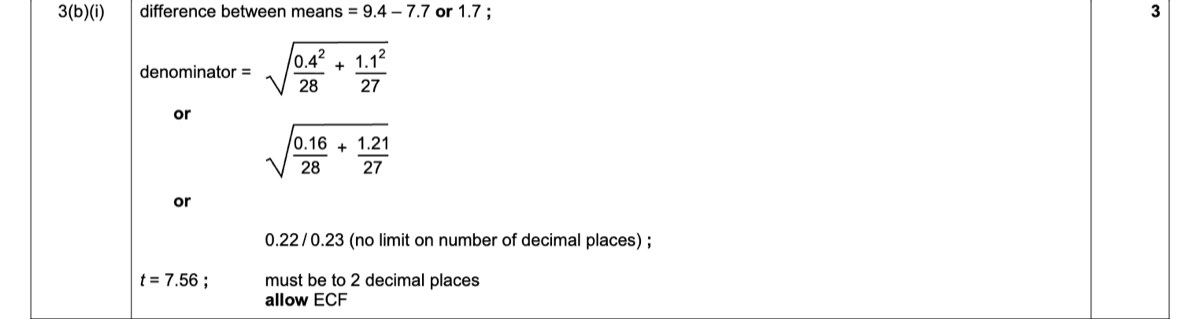 3(b)(i) difference between means = 9.4 – 7.7 or 1.7 ; 3
denominator = √(0.4²/28 + 1.1²/27)
or
√(0.16/28 + 1.21/27)
or
0.22 / 0.23 (no limit on number of decimal places) ;
t = 7.56 ; must be to 2 decimal places
allow ECF